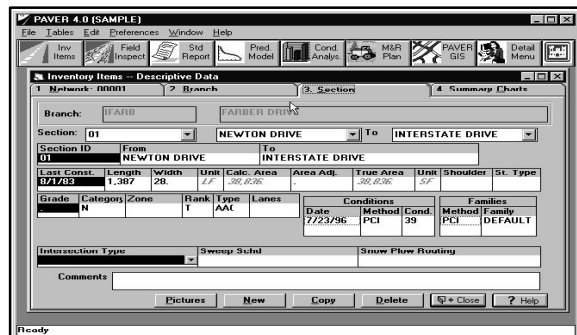 PAVER 4.0 (SAMPLE)
File Tables Edit Preferences Window Help
Inv Items Field Inspect Std Report Pred. Model Cond. Analys. M&R Plan PAVER GIS Detail Menu
Inventory Items -- Descriptive Data
1 Network: 00001 2 Branch 3. Section 4 Summary Charts
Branch: IFARB FARBER DRIVE
Section: 01 NEWTON DRIVE To INTERSTATE DRIVE
Section ID From To
01 NEWTON DRIVE INTERSTATE DRIVE
Last Const. Length Width Unit Calc. Area Area Adj. True Area Unit Shoulder St. Type
8/1/83 1,387 28. LF 38,836. . 38,836. SF
Grade Category Zone Rank Type Lanes
N T AAC
Conditions
Date Method Cond.
7/23/96 PCI 39
Families
Method Family
PCI DEFAULT
Intersection Type Sweep Schd Snow Plow Routing
Comments
Pictures New Copy Delete Close ? Help
Ready